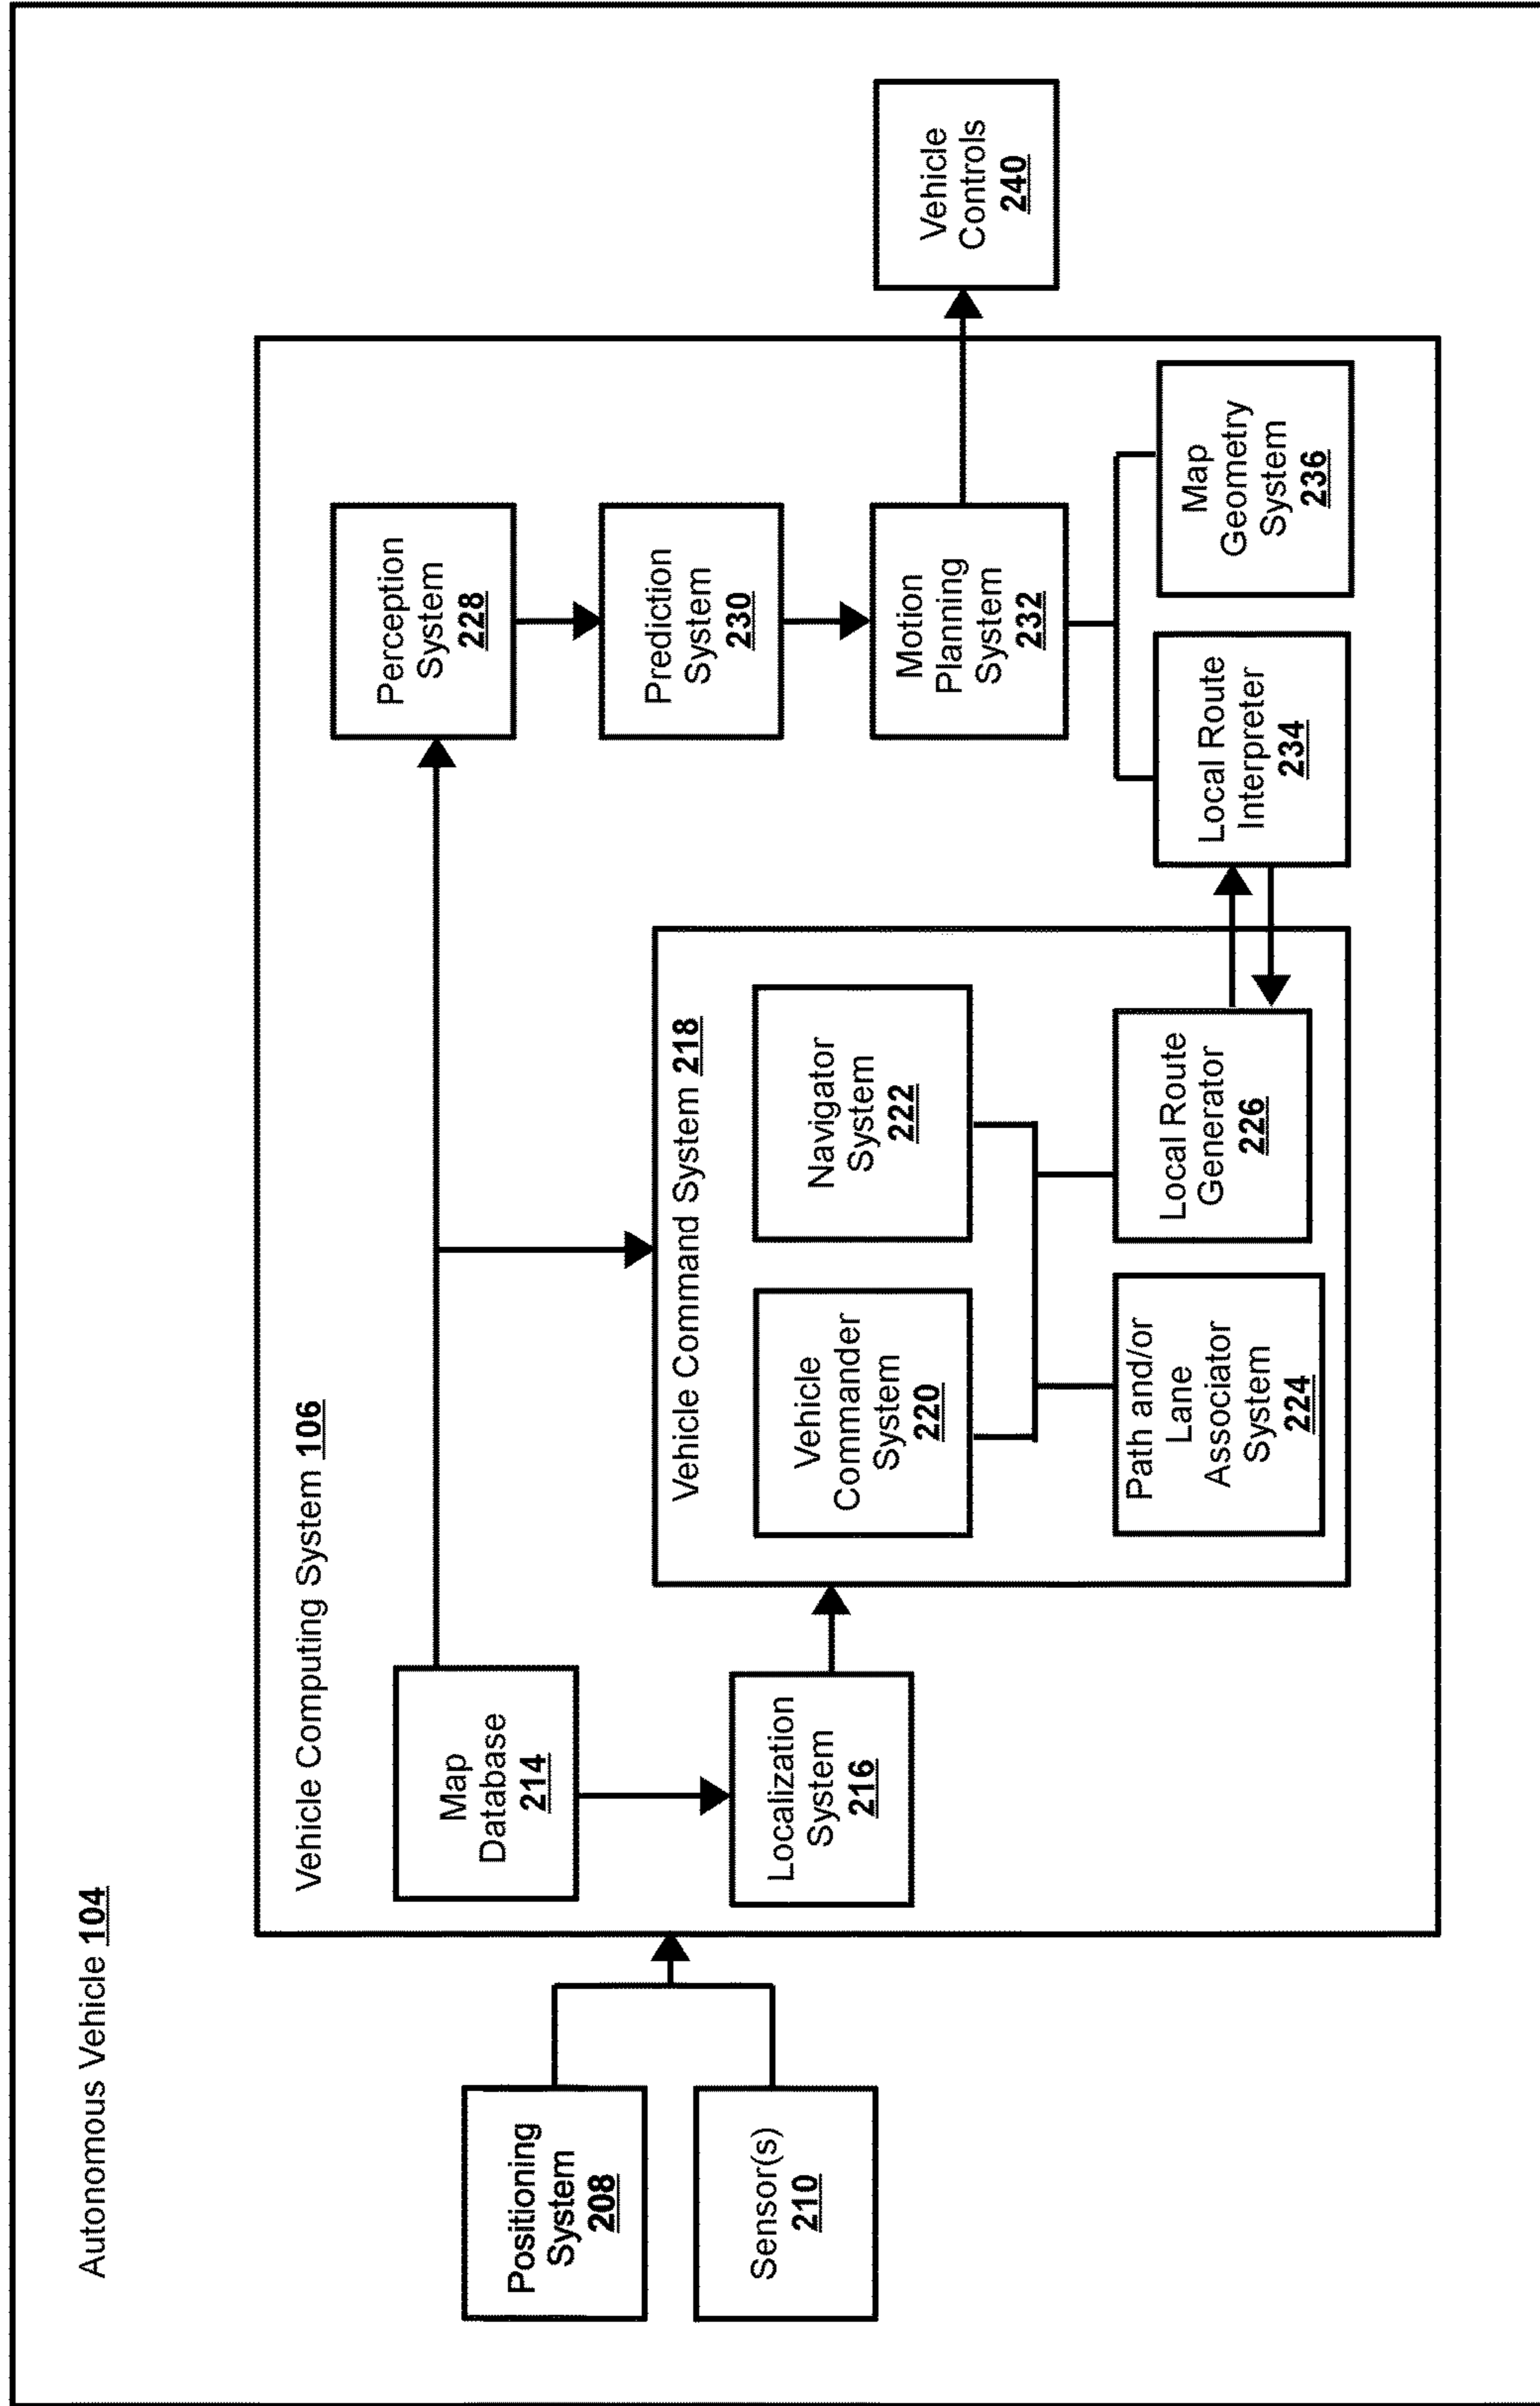 Autonomous Vehicle 104
Vehicle Computing System 106
Positioning
System
208
Sensor(s)
210
Map
Database
214
Localization
System
216
Vehicle Command System 218
Vehicle
Commander
System
220
Navigator
System
222
Path and/or
Lane
Associator
System
224
Local Route
Generator
226
Perception
System
228
Prediction
System
230
Motion
Planning
System
232
Local Route
Interpreter
234
Map
Geometry
System
236
Vehicle
Controls
240